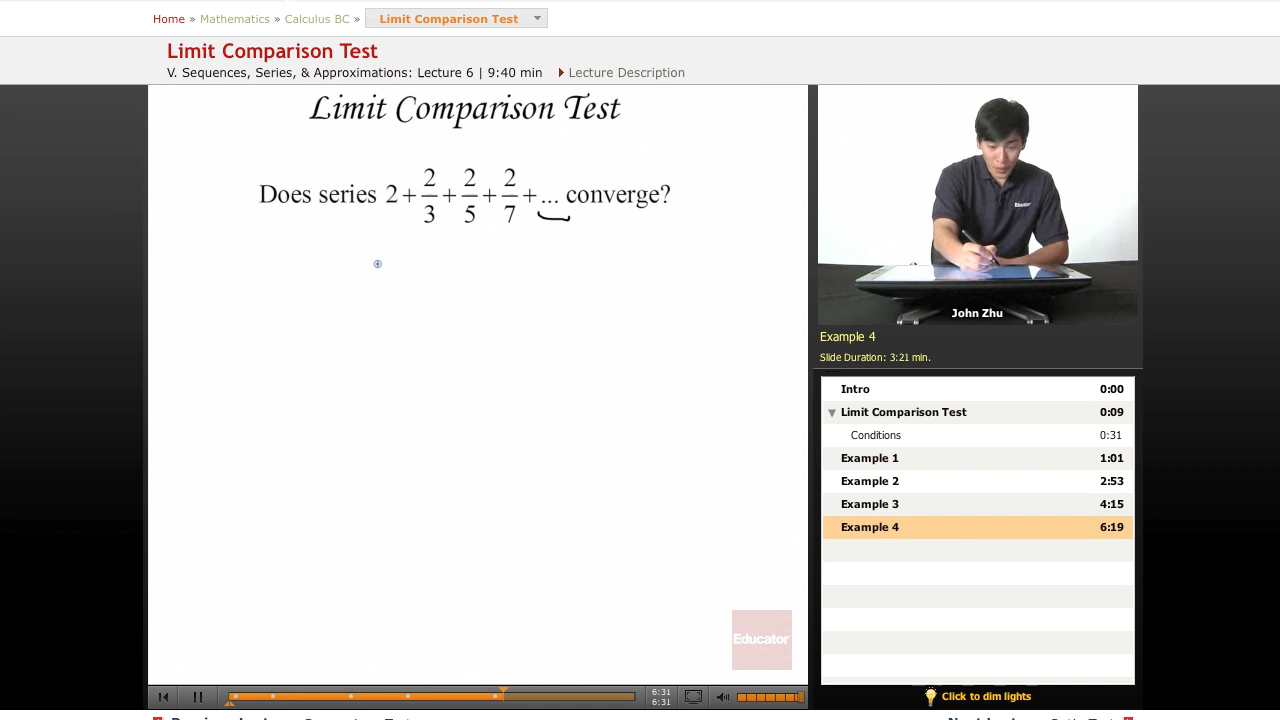 Home » Mathematics » Calculus BC » Limit Comparison Test
Limit Comparison Test
V. Sequences, Series, & Approximations: Lecture 6 | 9:40 min Lecture Description
Limit Comparison Test
Does series 2 + 2/3 + 2/5 + 2/7 + ... converge?
Educator
John Zhu
Example 4
Slide Duration: 3:21 min.
Intro 0:00
Limit Comparison Test 0:09
Conditions 0:31
Example 1 1:01
Example 2 2:53
Example 3 4:15
Example 4 6:19
Educator
6:31
6:31
Click to dim lights